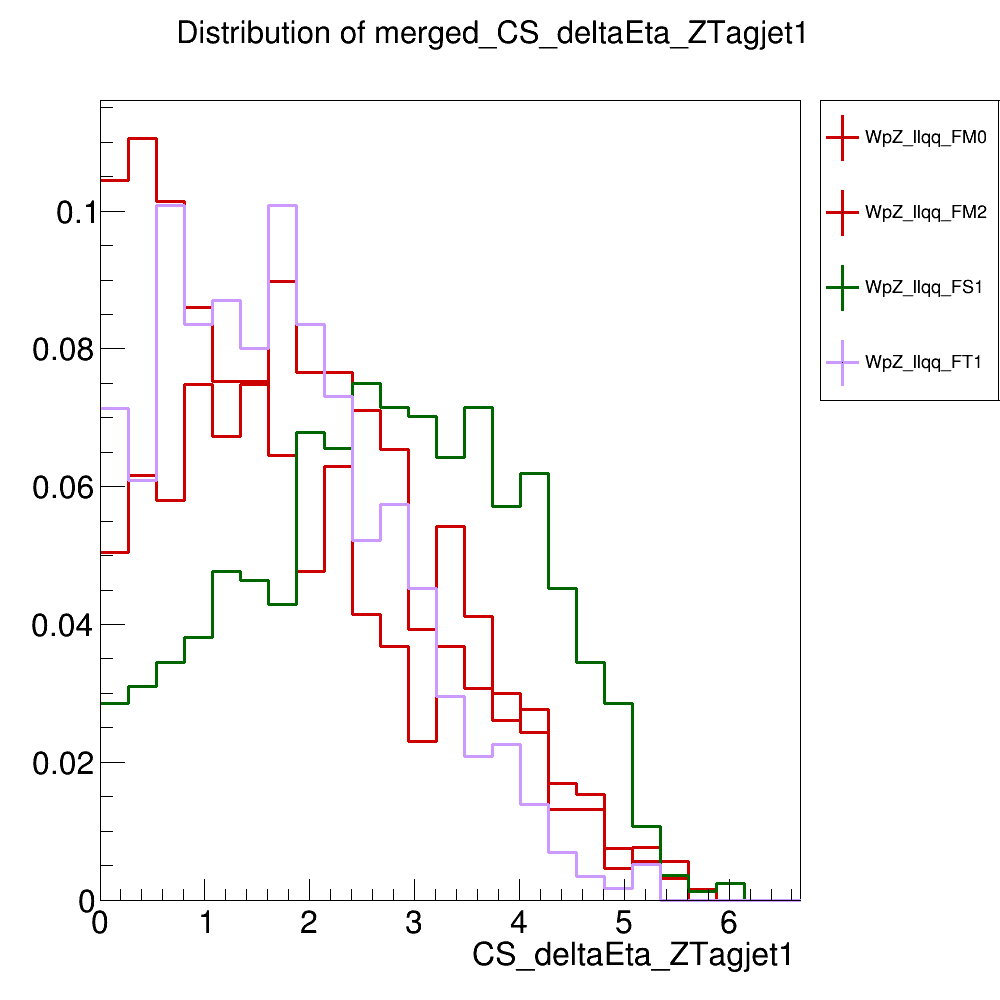 Distribution of merged_CS_deltaEta_ZTagjet1
WpZ_llqq_FM0
WpZ_llqq_FM2
WpZ_llqq_FS1
WpZ_llqq_FT1
0.1
0.08
0.06
0.04
0.02
0
0 1 2 3 4 5 6
CS_deltaEta_ZTagjet1